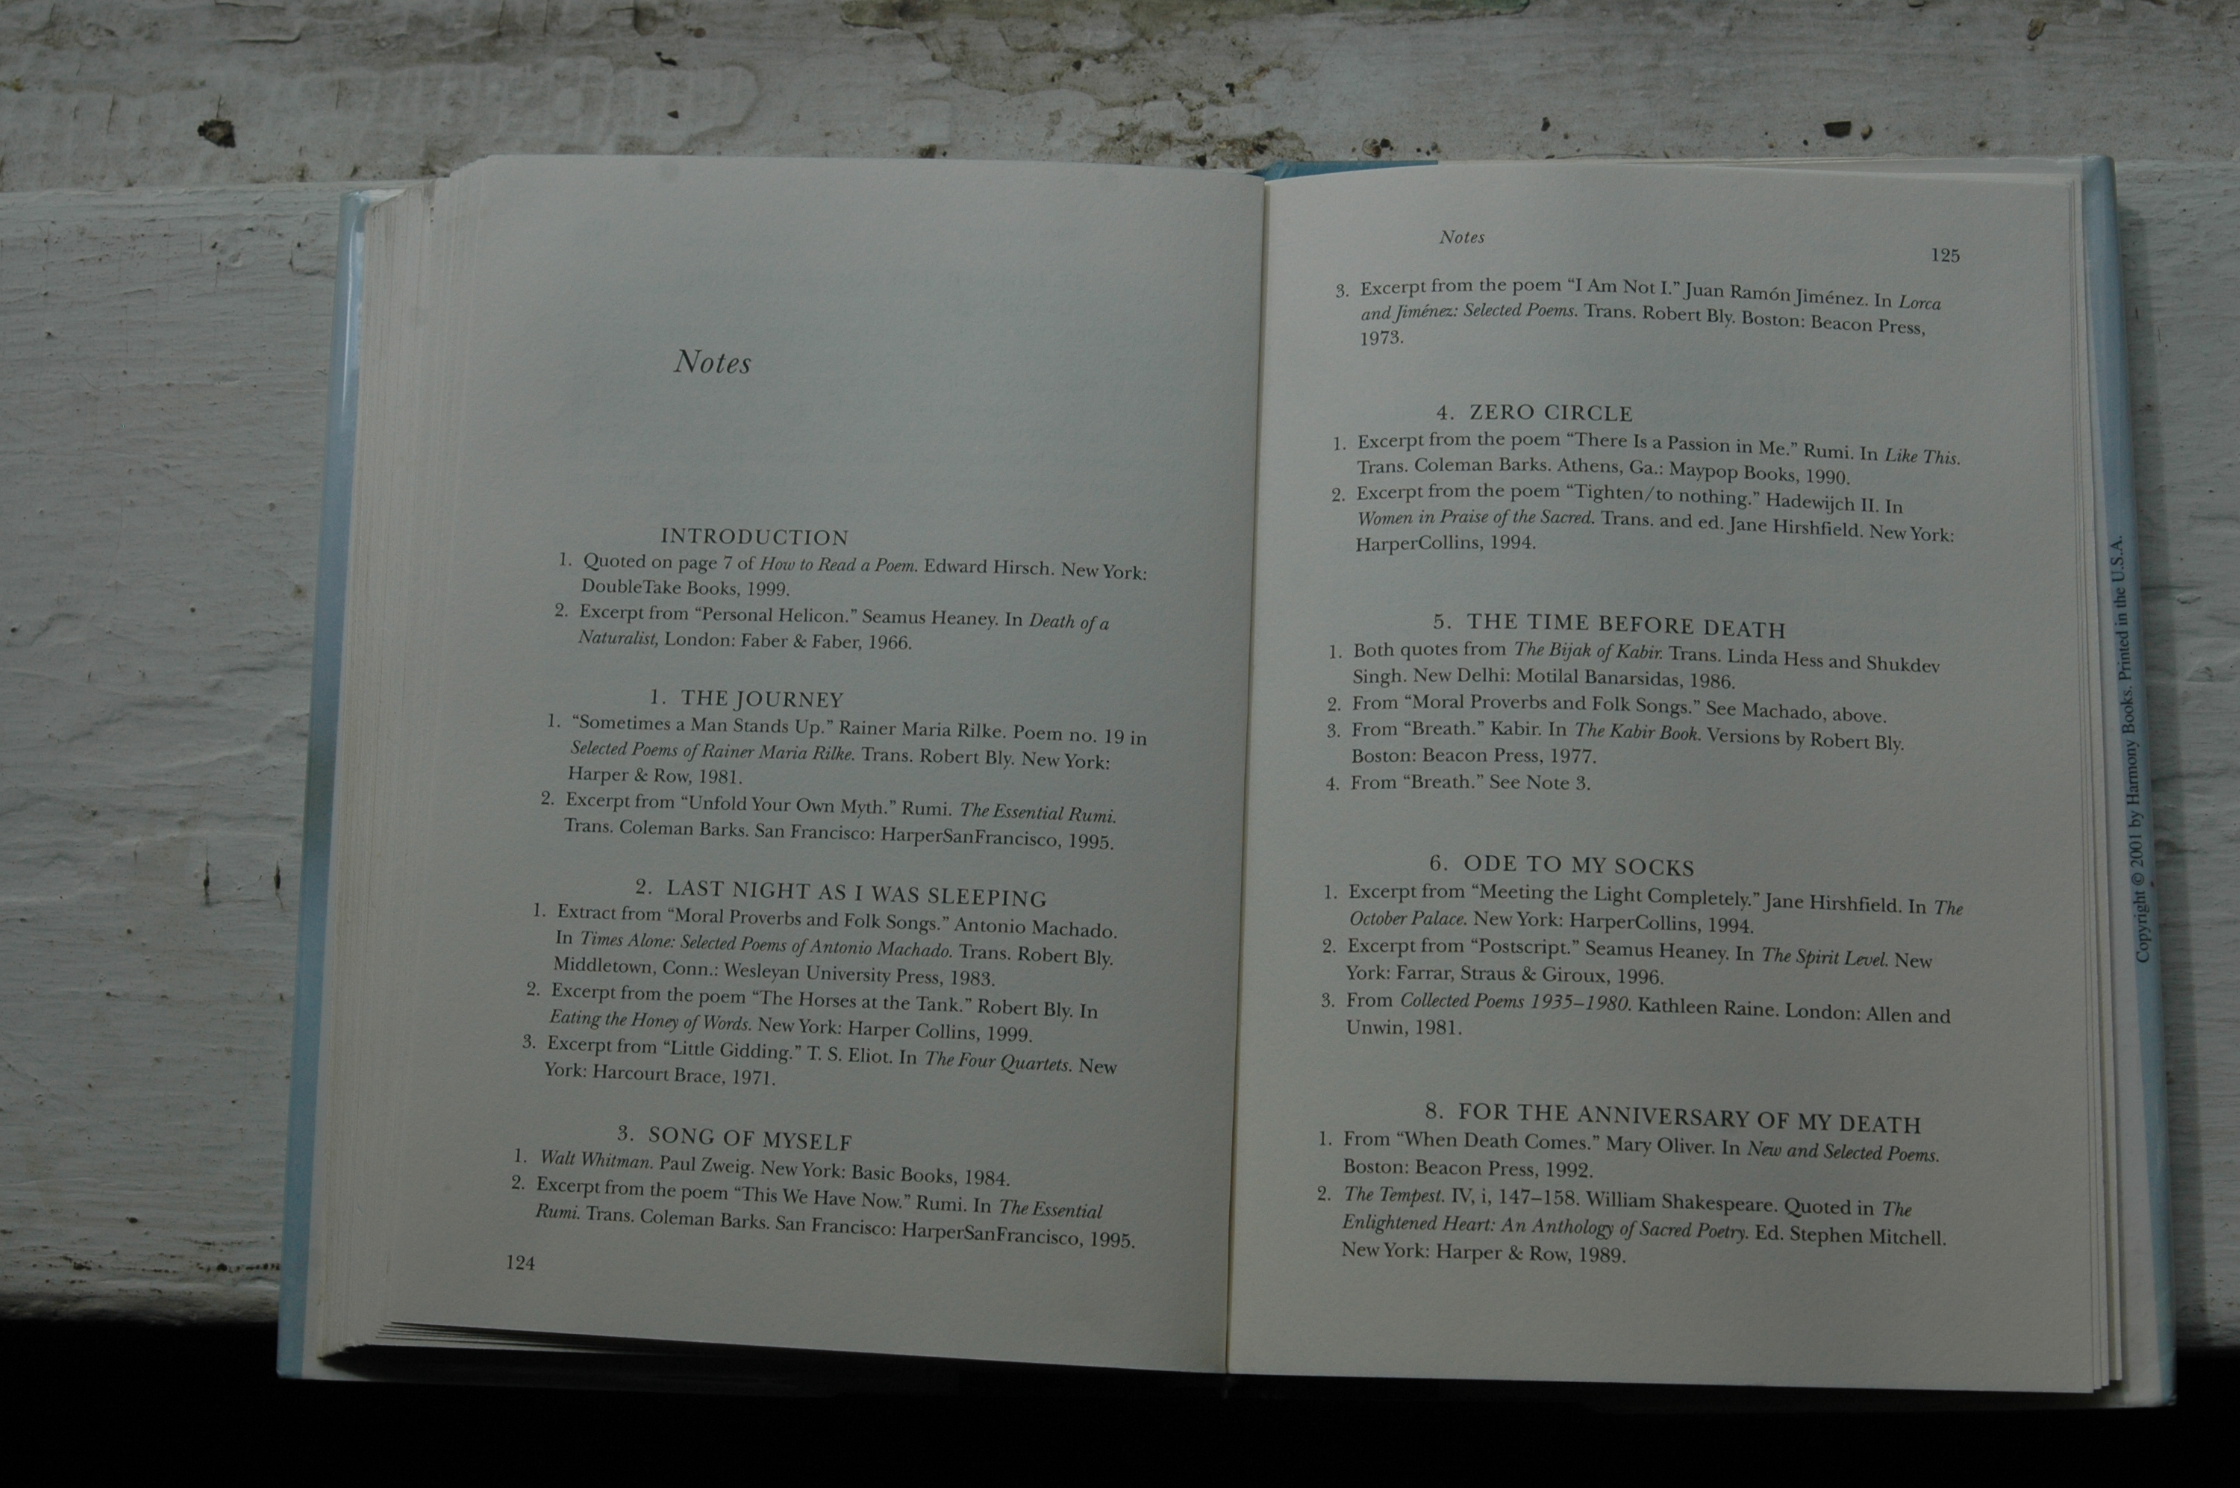 Notes
INTRODUCTION
1. Quoted on page 7 of How to Read a Poem. Edward Hirsch. New York:
DoubleTake Books, 1999.
2. Excerpt from “Personal Helicon.” Seamus Heaney. In Death of a
Naturalist, London: Faber & Faber, 1966.
1. THE JOURNEY
1. “Sometimes a Man Stands Up.” Rainer Maria Rilke. Poem no. 19 in
Selected Poems of Rainer Maria Rilke. Trans. Robert Bly. New York:
Harper & Row, 1981.
2. Excerpt from “Unfold Your Own Myth.” Rumi. The Essential Rumi.
Trans. Coleman Barks. San Francisco: HarperSanFrancisco, 1995.
2. LAST NIGHT AS I WAS SLEEPING
1. Extract from “Moral Proverbs and Folk Songs.” Antonio Machado.
In Times Alone: Selected Poems of Antonio Machado. Trans. Robert Bly.
Middletown, Conn.: Wesleyan University Press, 1983.
2. Excerpt from the poem “The Horses at the Tank.” Robert Bly. In
Eating the Honey of Words. New York: Harper Collins, 1999.
3. Excerpt from “Little Gidding.” T. S. Eliot. In The Four Quartets. New
York: Harcourt Brace, 1971.
3. SONG OF MYSELF
1. Walt Whitman. Paul Zweig. New York: Basic Books, 1984.
2. Excerpt from the poem “This We Have Now.” Rumi. In The Essential
Rumi. Trans. Coleman Barks. San Francisco: HarperSanFrancisco, 1995.
124
Notes
125
3. Excerpt from the poem “I Am Not I.” Juan Ramón Jiménez. In Lorca
and Jiménez: Selected Poems. Trans. Robert Bly. Boston: Beacon Press,
1973.
4. ZERO CIRCLE
1. Excerpt from the poem “There Is a Passion in Me.” Rumi. In Like This.
Trans. Coleman Barks. Athens, Ga.: Maypop Books, 1990.
2. Excerpt from the poem “Tighten/to nothing.” Hadewijch II. In
Women in Praise of the Sacred. Trans. and ed. Jane Hirshfield. New York:
HarperCollins, 1994.
5. THE TIME BEFORE DEATH
1. Both quotes from The Bijak of Kabir. Trans. Linda Hess and Shukdev
Singh. New Delhi: Motilal Banarsidas, 1986.
2. From “Moral Proverbs and Folk Songs.” See Machado, above.
3. From “Breath.” Kabir. In The Kabir Book. Versions by Robert Bly.
Boston: Beacon Press, 1977.
4. From “Breath.” See Note 3.
6. ODE TO MY SOCKS
1. Excerpt from “Meeting the Light Completely.” Jane Hirshfield. In The
October Palace. New York: HarperCollins, 1994.
2. Excerpt from “Postscript.” Seamus Heaney. In The Spirit Level. New
York: Farrar, Straus & Giroux, 1996.
3. From Collected Poems 1935–1980. Kathleen Raine. London: Allen and
Unwin, 1981.
8. FOR THE ANNIVERSARY OF MY DEATH
1. From “When Death Comes.” Mary Oliver. In New and Selected Poems.
Boston: Beacon Press, 1992.
2. The Tempest. IV, i, 147–158. William Shakespeare. Quoted in The
Enlightened Heart: An Anthology of Sacred Poetry. Ed. Stephen Mitchell.
New York: Harper & Row, 1989.
Copyright © 2001 by Harmony Books. Printed in the U.S.A.